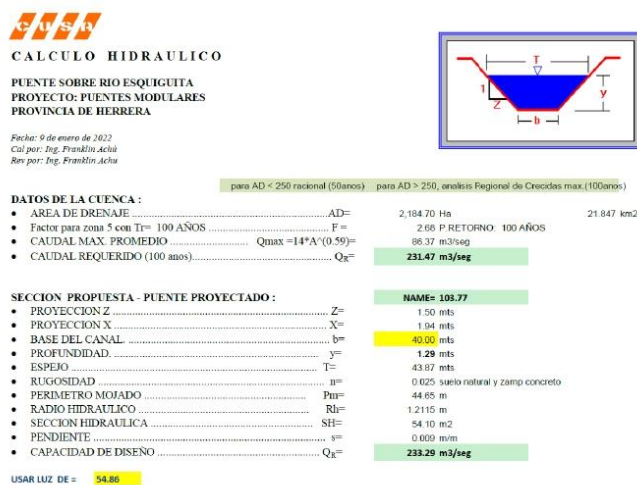 CUSA
CALCULO HIDRAULICO
PUENTE SOBRE RIO ESQUIGUITA
PROYECTO: PUENTES MODULARES
PROVINCIA DE HERRERA
Fecha: 9 de enero de 2022
Cal por: Ing. Franklin Achú
Rev por: Ing. Franklin Achu
T
1
Z
y
b
para AD < 250 racional (50anos) para AD > 250, analisis Regional de Crecidas max.(100anos)
DATOS DE LA CUENCA :
• AREA DE DRENAJE AD= 2,184.70 Ha 21.847 km2
• Factor para zona 5 con Tr= 100 AÑOS F = 2.68 P.RETORNO: 100 AÑOS
• CAUDAL MAX. PROMEDIO Qmax =14*A^(0.59)= 86.37 m3/seg
• CAUDAL REQUERIDO (100 anos) QR= 231.47 m3/seg
SECCION PROPUESTA - PUENTE PROYECTADO : NAME= 103.77
• PROYECCION Z Z= 1.50 mts
• PROYECCION X X= 1.94 mts
• BASE DEL CANAL. b= 40.00 mts
• PROFUNDIDAD. y= 1.29 mts
• ESPEJO T= 43.87 mts
• RUGOSIDAD n= 0.025 suelo natural y zamp concreto
• PERIMETRO MOJADO Pm= 44.65 m
• RADIO HIDRAULICO Rh= 1.2115 m
• SECCION HIDRAULICA SH= 54.10 m2
• PENDIENTE s= 0.009 m/m
• CAPACIDAD DE DISEÑO QR= 233.29 m3/seg
USAR LUZ DE = 54.86